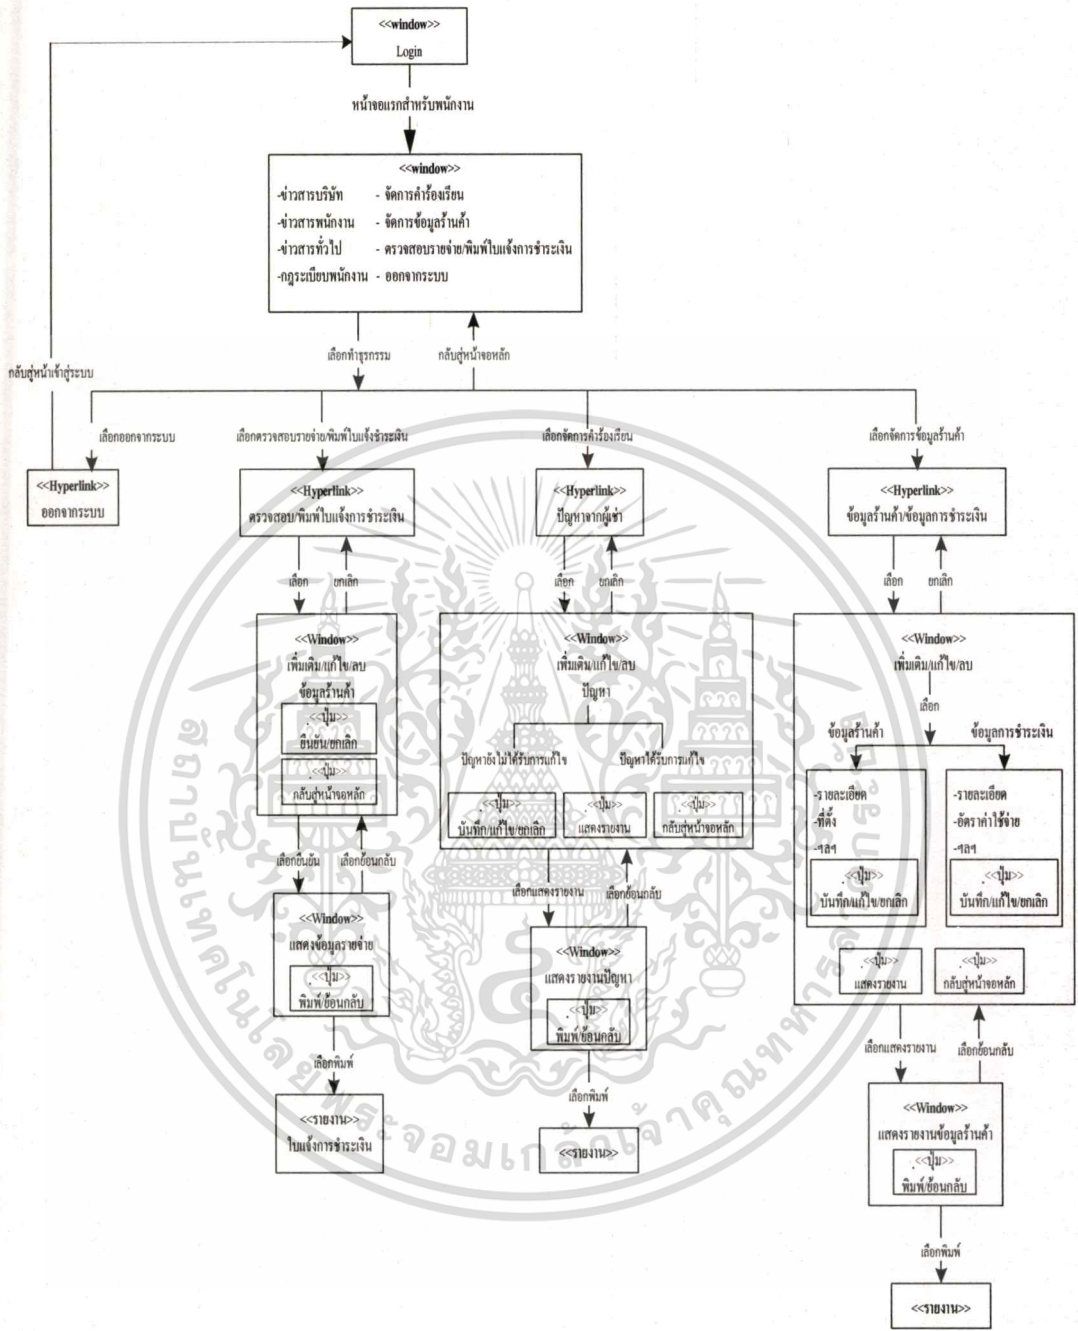 <<window>>
Login
หน้าจอแรกสำหรับพนักงาน
<<window>>
-ข่าวสารบริษัท - จัดการคำร้องเรียน
-ข่าวสารพนักงาน - จัดการข้อมูลร้านค้า
-ข่าวสารทั่วไป - ตรวจสอบรายจ่าย/พิมพ์ใบแจ้งการชำระเงิน
-กฎระเบียบพนักงาน - ออกจากระบบ
เลือกทำธุรกรรม กลับสู่หน้าจอหลัก
กลับสู่หน้าเข้าสู่ระบบ
เลือกออกจากระบบ เลือกตรวจสอบรายจ่าย/พิมพ์ใบแจ้งชำระเงิน เลือกจัดการคำร้องเรียน เลือกจัดการข้อมูลร้านค้า
<<Hyperlink>>
ออกจากระบบ
<<Hyperlink>>
ตรวจสอบ/พิมพ์ใบแจ้งการชำระเงิน
<<Hyperlink>>
ปัญหาจากผู้เช่า
<<Hyperlink>>
ข้อมูลร้านค้า/ข้อมูลการชำระเงิน
เลือก ยกเลิก เลือก ยกเลิก เลือก ยกเลิก
<<Window>>
เพิ่มเติม/แก้ไข/ลบ
ข้อมูลร้านค้า
<<ปุ่ม>>
ยืนยัน/ยกเลิก
<<ปุ่ม>>
กลับสู่หน้าจอหลัก
เลือกยืนยัน เลือกย้อนกลับ
<<Window>>
แสดงข้อมูลรายจ่าย
<<ปุ่ม>>
พิมพ์/ย้อนกลับ
เลือกพิมพ์
<<รายงาน>>
ใบแจ้งการชำระเงิน
<<Window>>
เพิ่มเติม/แก้ไข/ลบ
ปัญหา
ปัญหายังไม่ได้รับการแก้ไข ปัญหาได้รับการแก้ไข
<<ปุ่ม>>
บันทึก/แก้ไข/ยกเลิก
<<ปุ่ม>>
แสดงรายงาน
<<ปุ่ม>>
กลับสู่หน้าจอหลัก
เลือกแสดงรายงาน เลือกย้อนกลับ
<<Window>>
แสดงรายงานปัญหา
<<ปุ่ม>>
พิมพ์/ย้อนกลับ
เลือกพิมพ์
<<รายงาน>>
<<Window>>
เพิ่มเติม/แก้ไข/ลบ
เลือก
ข้อมูลร้านค้า ข้อมูลการชำระเงิน
-รายละเอียด
-ที่ตั้ง
-ฯลฯ
<<ปุ่ม>>
บันทึก/แก้ไข/ยกเลิก
-รายละเอียด
-อัตราค่าใช้จ่าย
-ฯลฯ
<<ปุ่ม>>
บันทึก/แก้ไข/ยกเลิก
<<ปุ่ม>>
แสดงรายงาน
<<ปุ่ม>>
กลับสู่หน้าจอหลัก
เลือกแสดงรายงาน เลือกย้อนกลับ
<<Window>>
แสดงรายงานข้อมูลร้านค้า
<<ปุ่ม>>
พิมพ์/ย้อนกลับ
เลือกพิมพ์
<<รายงาน>>
สถาบันเทคโนโลยีพระจอมเกล้าเจ้าคุณทหารลาดกระบัง